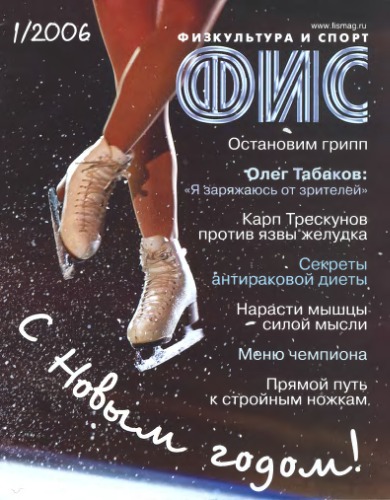 1/2006
www.fismag.ru
ФИЗКУЛЬТУРА И СПОРТ
ФИС
Остановим грипп
Олег Табаков:
«Я заряжаюсь от зрителей»
Карп Трескунов
против язвы желудка
Секреты
антираковой диеты
Нарасти мышцы
силой мысли
Меню чемпиона
Прямой путь
к стройным ножкам
С Новым годом!